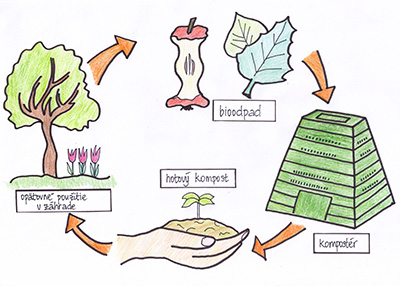 bioodpad
hotový kompost
opätovné použitie
v záhrade
kompostér